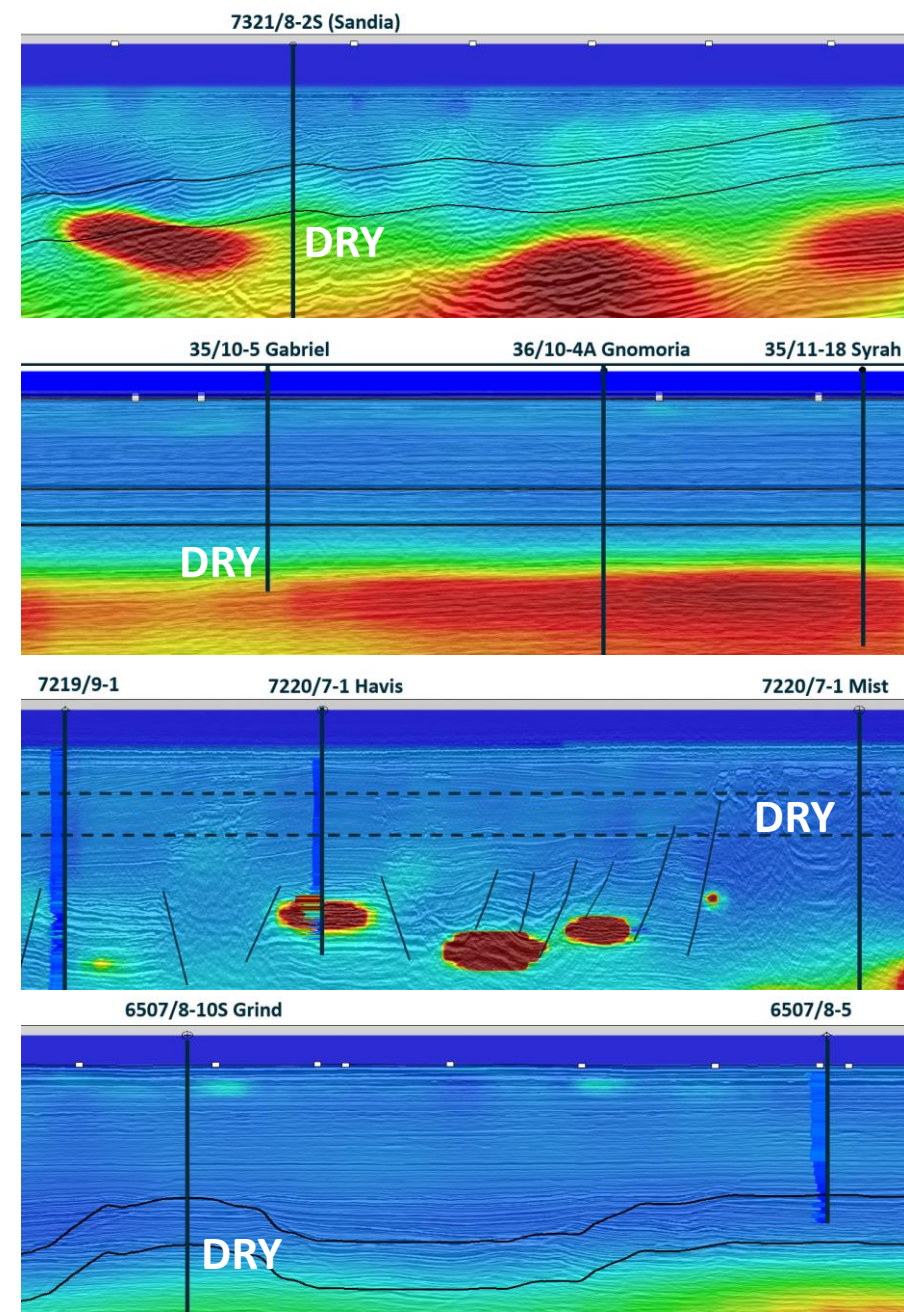 7321/8-2S (Sandia)
DRY
35/10-5 Gabriel 36/10-4A Gnomoria 35/11-18 Syrah
DRY
7219/9-1 7220/7-1 Havis 7220/7-1 Mist
DRY
6507/8-10S Grind 6507/8-5
DRY